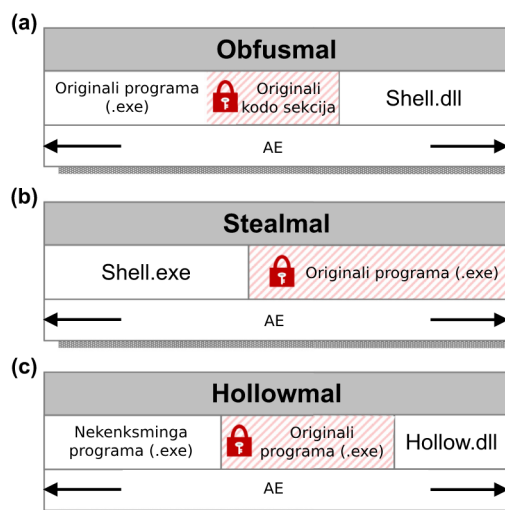 (a)
Obfusmal
Originali programa
(.exe)
Originali
kodo sekcija
Shell.dll
AE
(b)
Stealmal
Shell.exe
Originali programa (.exe)
AE
(c)
Hollowmal
Nekenksminga
programa (.exe)
Originali
programa (.exe)
Hollow.dll
AE